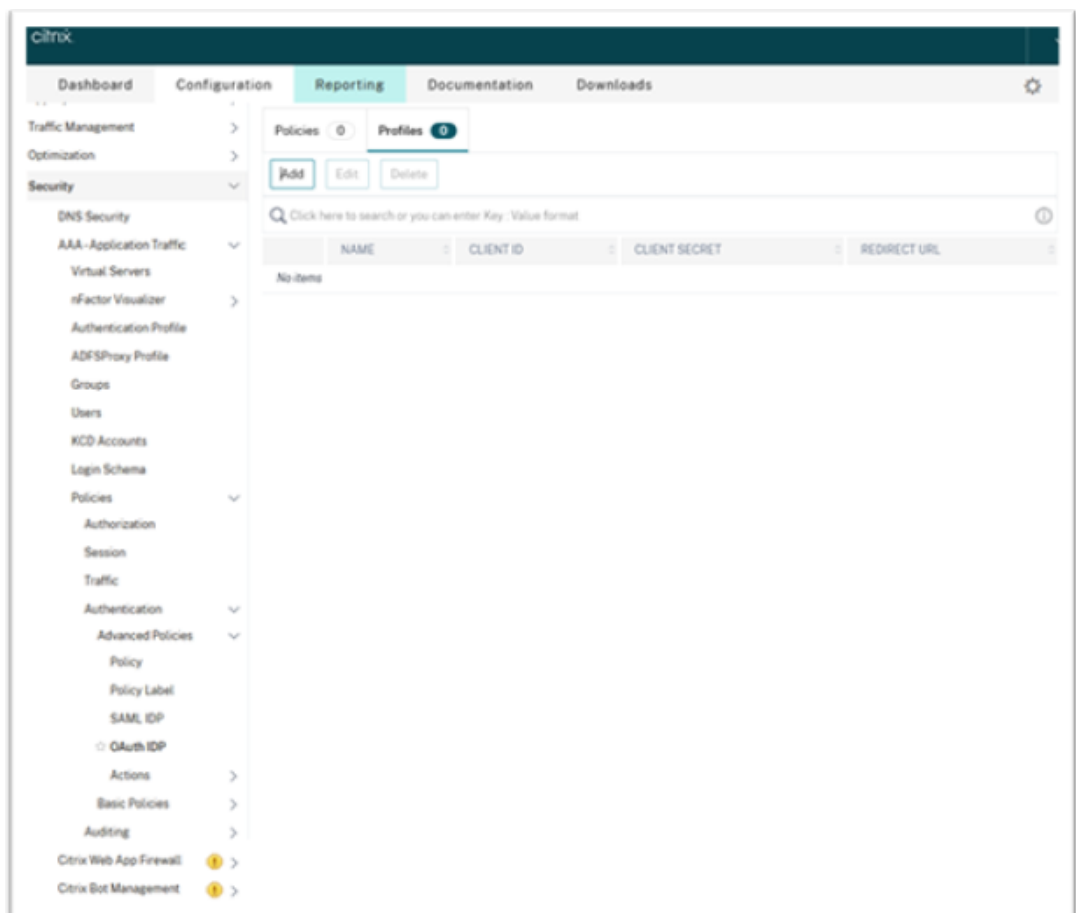 citrix
Dashboard Configuration Reporting Documentation Downloads
Traffic Management
Optimization
Security
DNS Security
AAA - Application Traffic
Virtual Servers
nFactor Visualizer
Authentication Profile
ADFSProxy Profile
Groups
Users
KCD Accounts
Login Schema
Policies
Authorization
Session
Traffic
Authentication
Advanced Policies
Policy
Policy Label
SAML IDP
OAuth IDP
Actions
Basic Policies
Auditing
Citrix Web App Firewall
Citrix Bot Management
Policies 0 Profiles 0
Add Edit Delete
Click here to search or you can enter Key : Value format
NAME CLIENT ID CLIENT SECRET REDIRECT URL
No items